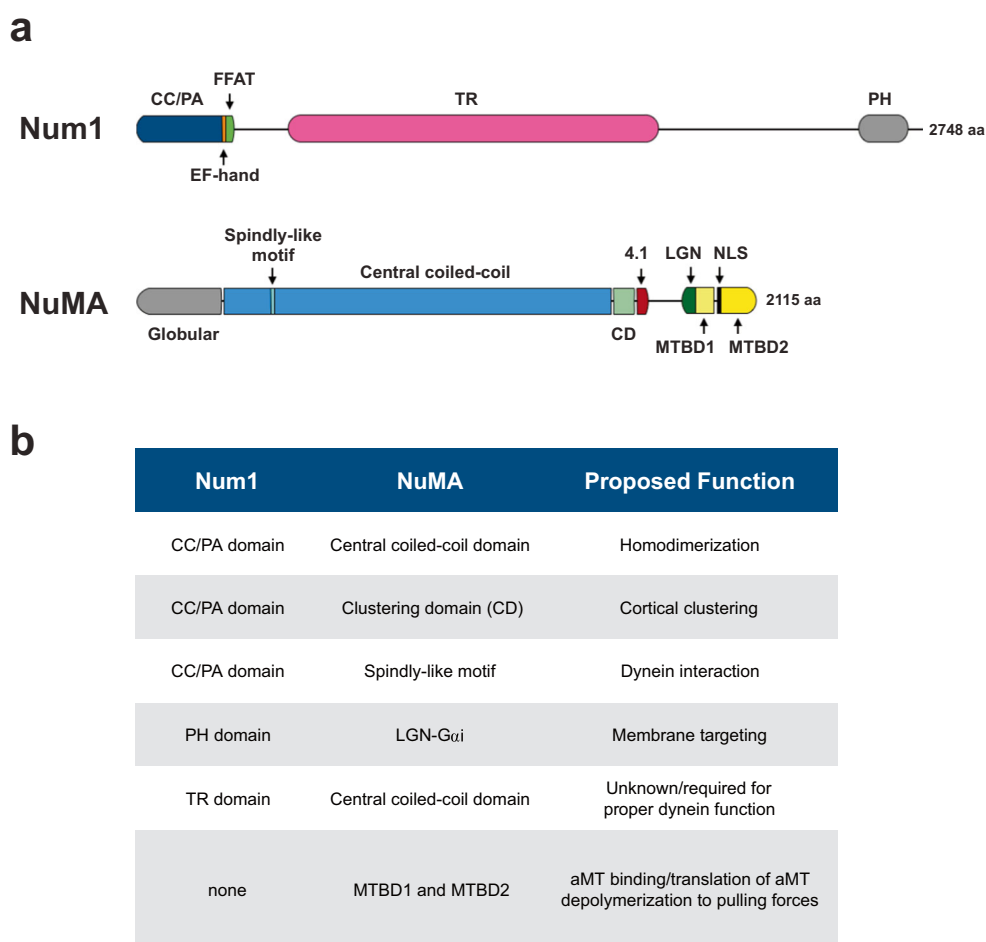 a
FFAT
CC/PA
TR
PH
Num1
2748 aa
EF-hand
Spindly-like
motif
Central coiled-coil
4.1
LGN
NLS
NuMA
2115 aa
Globular
CD
MTBD1
MTBD2
b
Num1 NuMA Proposed Function
CC/PA domain Central coiled-coil domain Homodimerization
CC/PA domain Clustering domain (CD) Cortical clustering
CC/PA domain Spindly-like motif Dynein interaction
PH domain LGN-Gαi Membrane targeting
TR domain Central coiled-coil domain Unknown/required for
proper dynein function
none MTBD1 and MTBD2 aMT binding/translation of aMT
depolymerization to pulling forces